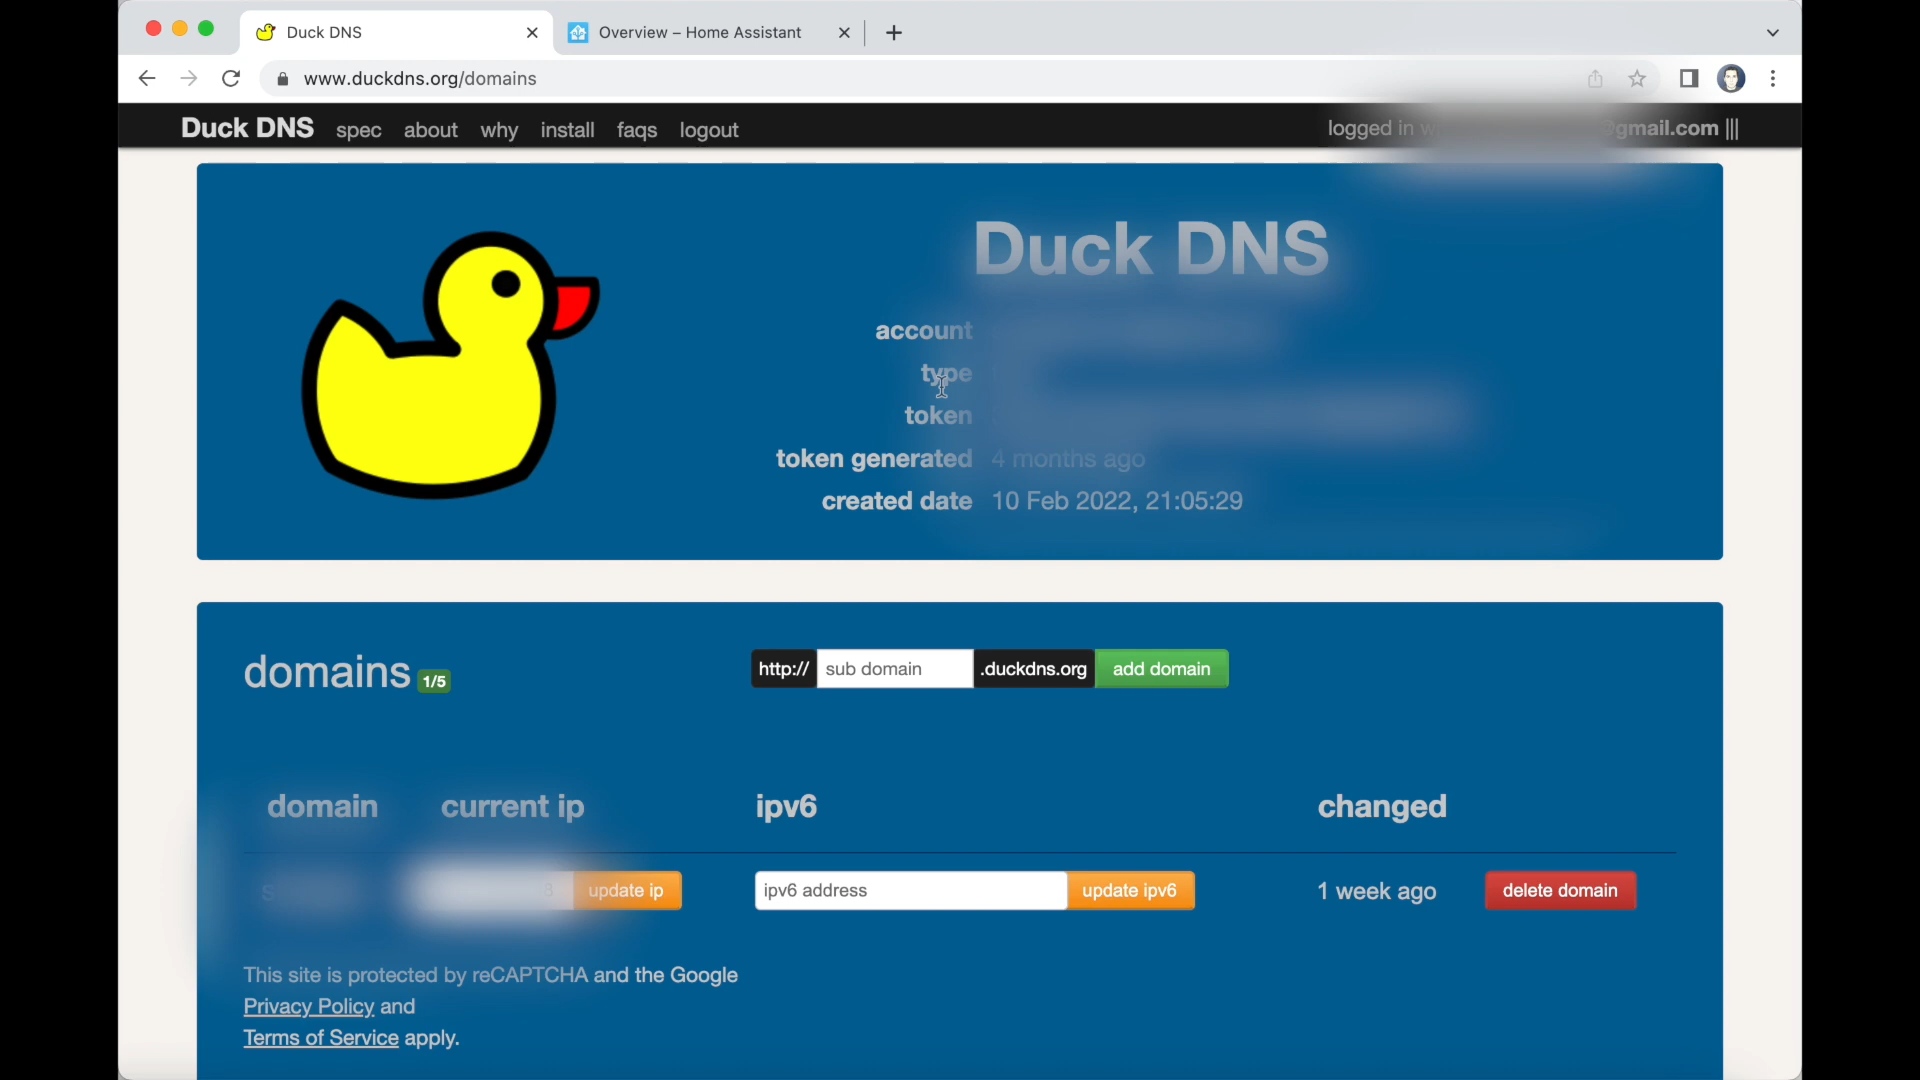 Duck DNS
Overview – Home Assistant
www.duckdns.org/domains
Duck DNS spec about why install faqs logout
logged in @gmail.com |||
Duck DNS
account
type
token
token generated 4 months ago
created date 10 Feb 2022, 21:05:29
domains 1/5
http:// sub domain .duckdns.org add domain
domain current ip ipv6 changed
8 update ip ipv6 address update ipv6 1 week ago delete domain
This site is protected by reCAPTCHA and the Google
Privacy Policy and
Terms of Service apply.